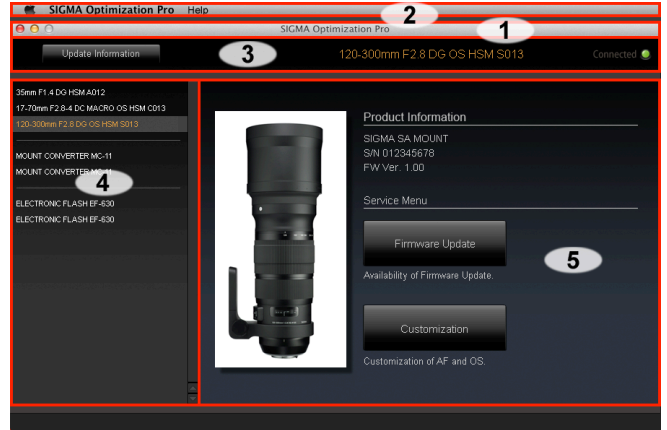 SIGMA Optimization Pro Help
2
SIGMA Optimization Pro
1
Update Information
3
120-300mm F2.8 DG OS HSM S013
Connected
35mm F1.4 DG HSM A012
17-70mm F2.8-4 DC MACRO OS HSM C013
120-300mm F2.8 DG OS HSM S013
MOUNT CONVERTER MC-11
MOUNT CONVERTER MC-11
4
ELECTRONIC FLASH EF-630
ELECTRONIC FLASH EF-630
Product Information
SIGMA SA MOUNT
S/N 012345678
FW Ver. 1.00
Service Menu
Firmware Update
5
Availability of Firmware Update.
Customization
Customization of AF and OS.